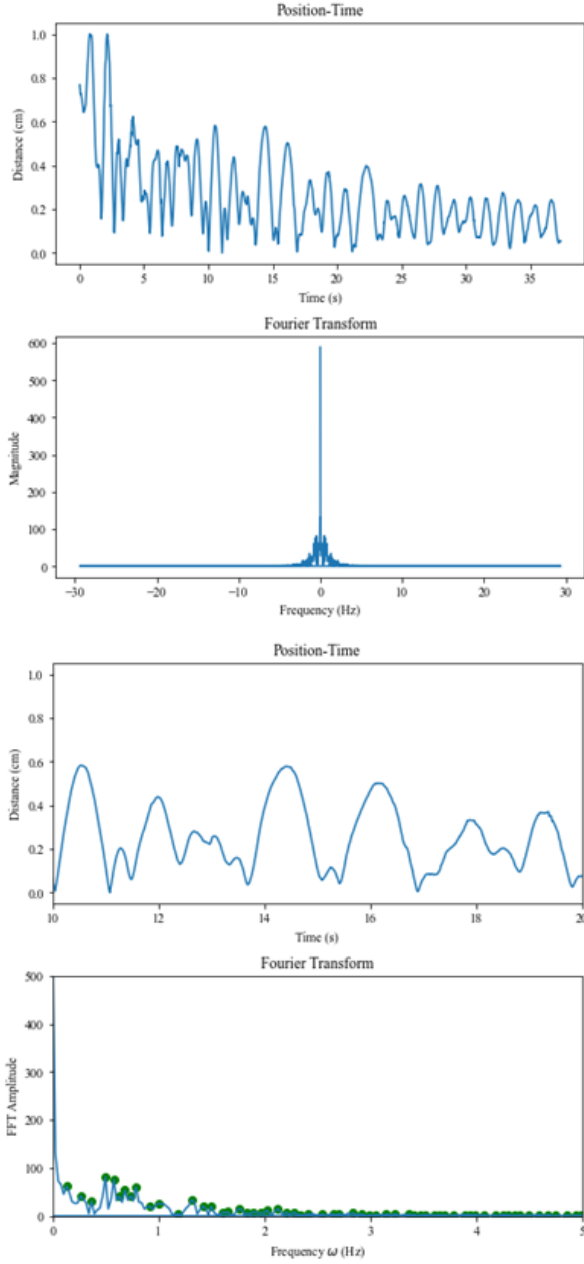 Position-Time
1.0
0.8
0.6
0.4
0.2
0.0
Distance (cm)
0 5 10 15 20 25 30 35
Time (s)
Fourier Transform
600
500
400
300
200
100
0
Magnitude
−30 −20 −10 0 10 20 30
Frequency (Hz)
Position-Time
1.0
0.8
0.6
0.4
0.2
0.0
Distance (cm)
10 12 14 16 18 20
Time (s)
Fourier Transform
500
400
300
200
100
0
FFT Amplitude
0 1 2 3 4 5
Frequency ω (Hz)